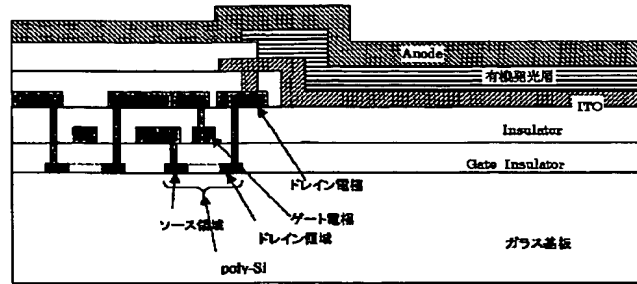 Anode
有機発光層
ITO
Insulator
Gate Insulator
ドレイン電極
ゲート電極
ソース領域
ドレイン領域
poly-Si
ガラス基板